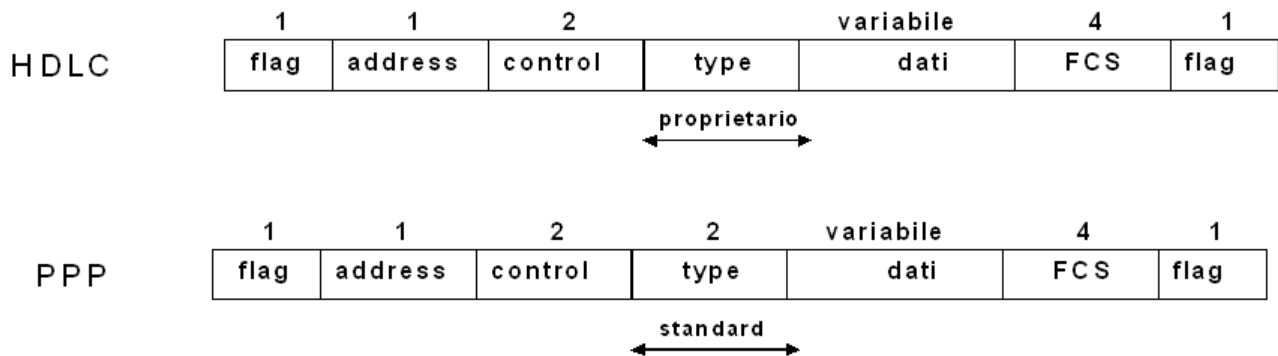 1 1 2 variabile 4 1
HDLC flag address control type dati FCS flag
proprietario
1 1 2 2 variabile 4 1
PPP flag address control type dati FCS flag
standard